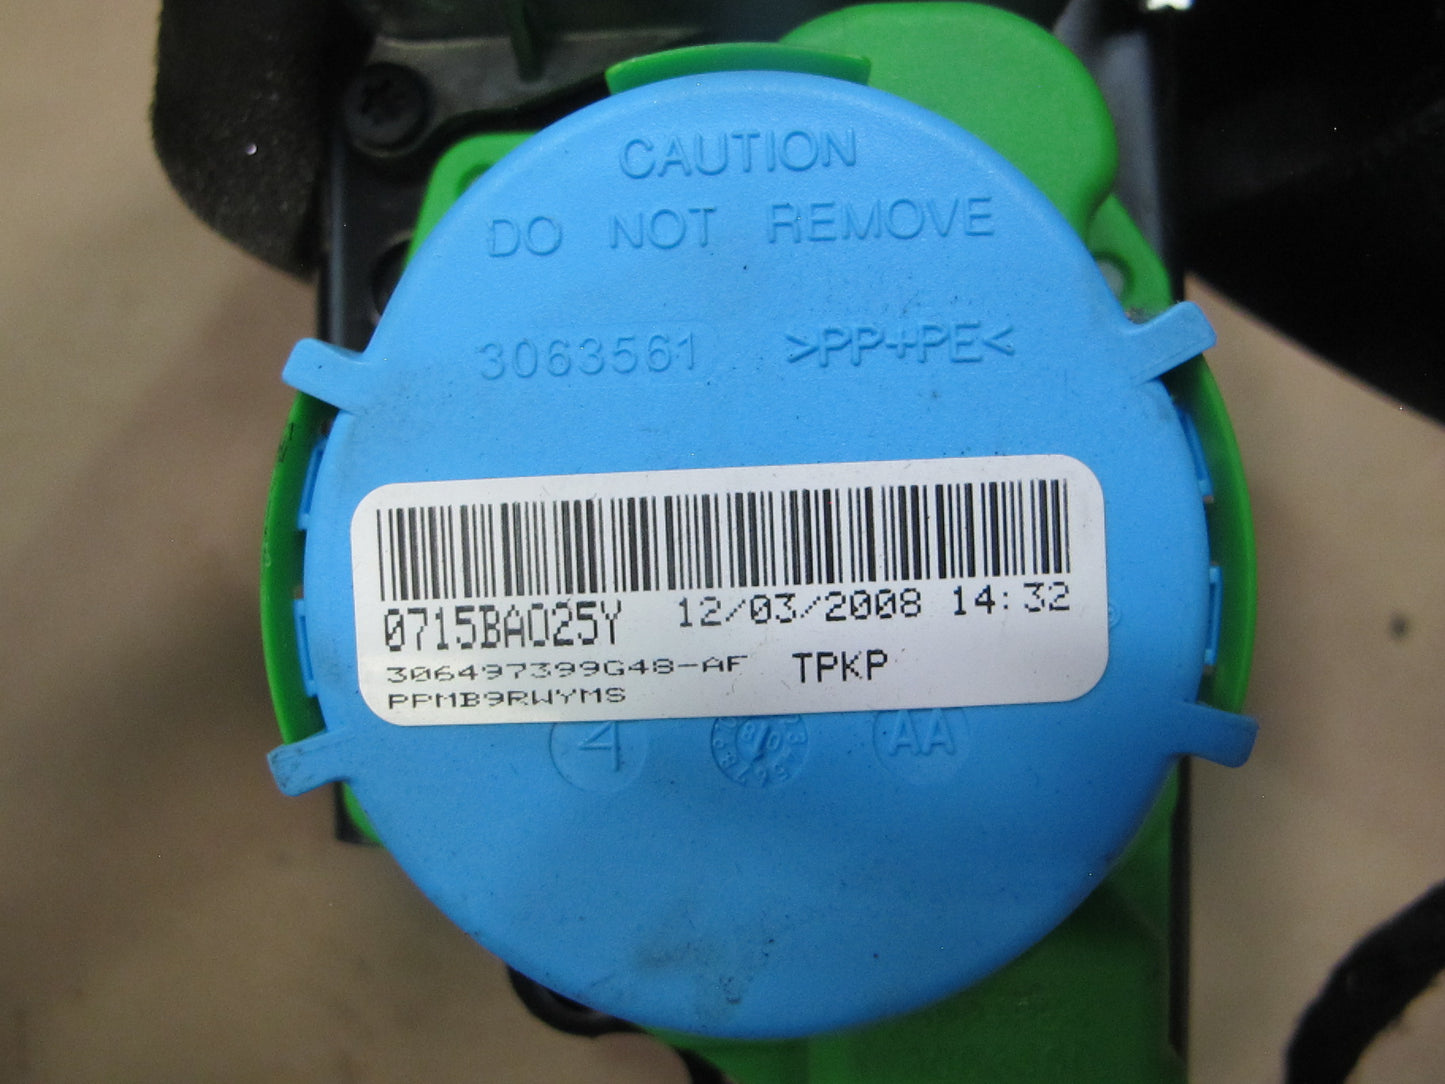 CAUTION
DO NOT REMOVE
3063561 >PP+PE<
0715BA025Y 12/03/2008 14:32
306497399G48-AF TPKP
PPMB9RWYMS
4 AA